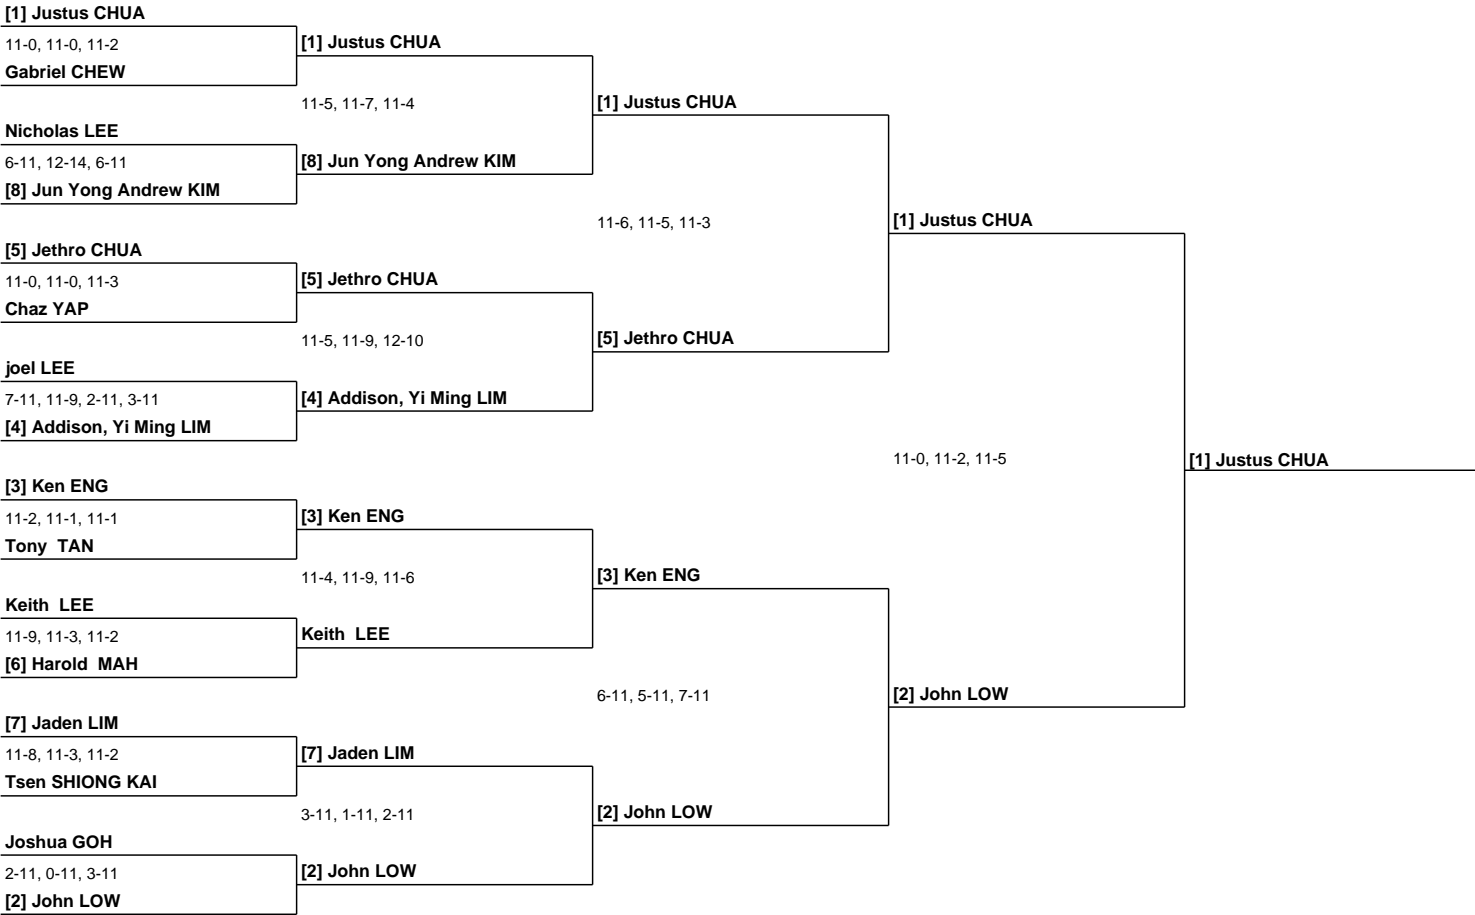 [1] Justus CHUA
11-0, 11-0, 11-2
Gabriel CHEW
Nicholas LEE
6-11, 12-14, 6-11
[8] Jun Yong Andrew KIM
[5] Jethro CHUA
11-0, 11-0, 11-3
Chaz YAP
joel LEE
7-11, 11-9, 2-11, 3-11
[4] Addison, Yi Ming LIM
[3] Ken ENG
11-2, 11-1, 11-1
Tony TAN
Keith LEE
11-9, 11-3, 11-2
[6] Harold MAH
[7] Jaden LIM
11-8, 11-3, 11-2
Tsen SHIONG KAI
Joshua GOH
2-11, 0-11, 3-11
[2] John LOW
[1] Justus CHUA
11-5, 11-7, 11-4
[8] Jun Yong Andrew KIM
[5] Jethro CHUA
11-5, 11-9, 12-10
[4] Addison, Yi Ming LIM
[3] Ken ENG
11-4, 11-9, 11-6
Keith LEE
[7] Jaden LIM
3-11, 1-11, 2-11
[2] John LOW
[1] Justus CHUA
11-6, 11-5, 11-3
[5] Jethro CHUA
[3] Ken ENG
6-11, 5-11, 7-11
[2] John LOW
[1] Justus CHUA
11-0, 11-2, 11-5
[2] John LOW
[1] Justus CHUA